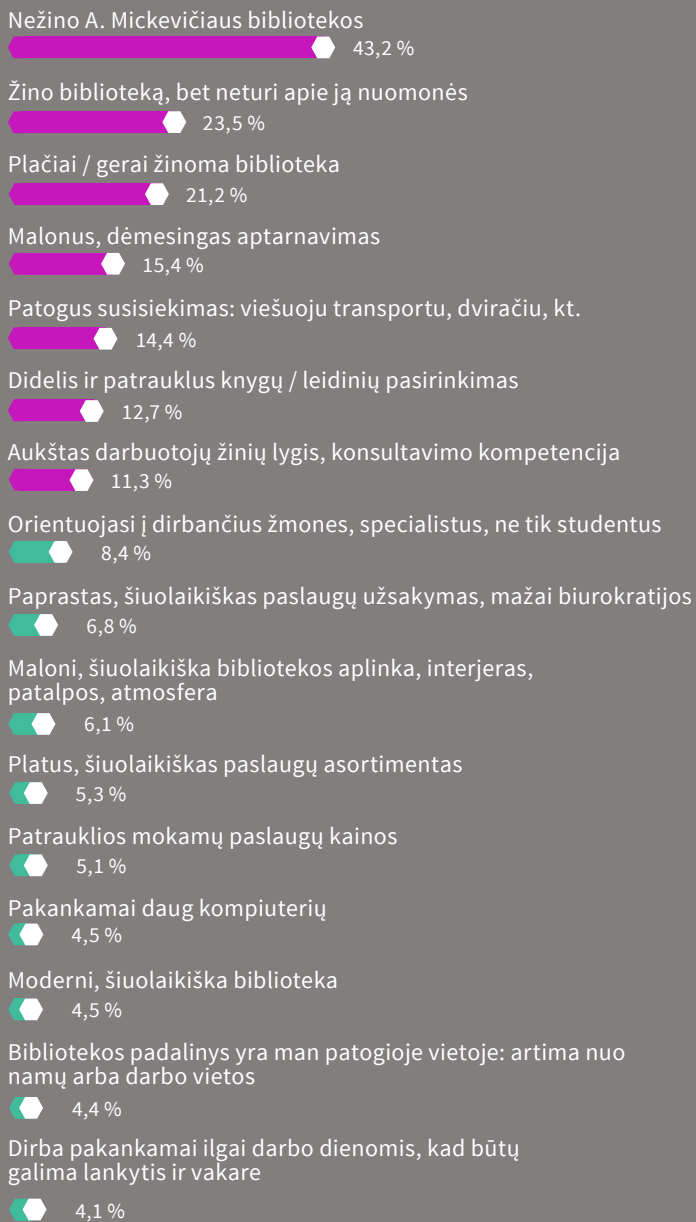 Nežino A. Mickevičiaus bibliotekos
43,2 %
Žino biblioteką, bet neturi apie ją nuomonės
23,5 %
Plačiai / gerai žinoma biblioteka
21,2 %
Malonus, dėmesingas aptarnavimas
15,4 %
Patogus susisiekimas: viešuoju transportu, dviračiu, kt.
14,4 %
Didelis ir patrauklus knygų / leidinių pasirinkimas
12,7 %
Aukštas darbuotojų žinių lygis, konsultavimo kompetencija
11,3 %
Orientuojasi į dirbančius žmones, specialistus, ne tik studentus
8,4 %
Paprastas, šiuolaikiškas paslaugų užsakymas, mažai biurokratijos
6,8 %
Maloni, šiuolaikiška bibliotekos aplinka, interjeras,
patalpos, atmosfera
6,1 %
Platus, šiuolaikiškas paslaugų asortimentas
5,3 %
Patrauklios mokamų paslaugų kainos
5,1 %
Pakankamai daug kompiuterių
4,5 %
Moderni, šiuolaikiška biblioteka
4,5 %
Bibliotekos padalinys yra man patogioje vietoje: artima nuo
namų arba darbo vietos
4,4 %
Dirba pakankamai ilgai darbo dienomis, kad būtų
galima lankytis ir vakare
4,1 %